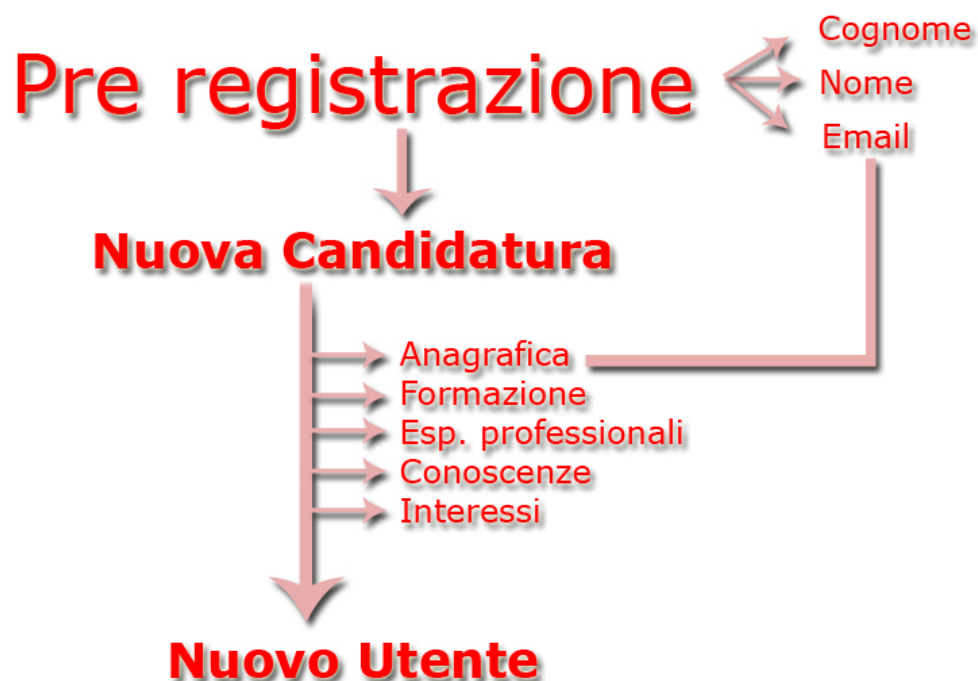 Pre registrazione
Cognome
Nome
Email
Nuova Candidatura
Anagrafica
Formazione
Esp. professionali
Conoscenze
Interessi
Nuovo Utente